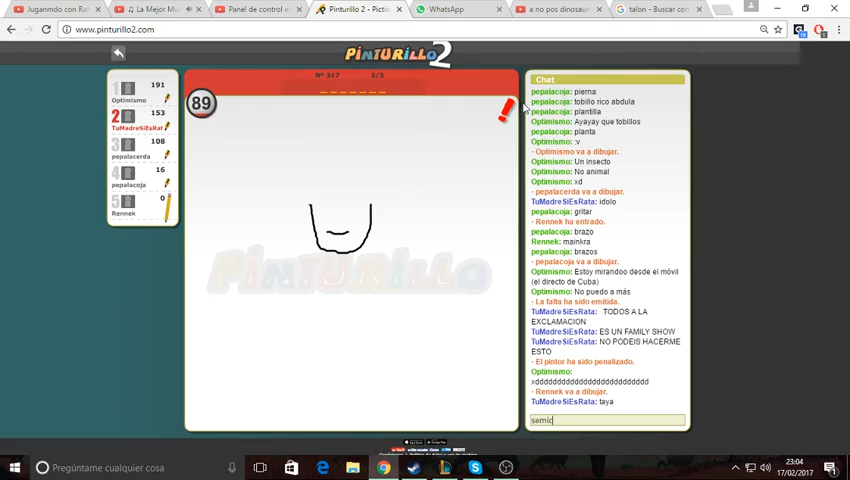 Juganmdo con Rat
La Mejor Mu
Panel de control e
Pinturillo 2 - Pictio
WhatsApp
a no pos dinosaur
talon - Buscar con
www.pinturillo2.com
PINTURILLO 2
Nº 317 2/3
89
1 191
Optimismo
2 153
TuMadreSiEsRat
3 108
pepalacerda
4 16
pepalacoja
5 0
Rennek
PINTURILLO
Chat
pepalacoja: pierna
pepalacoja: tobillo rico abdula
pepalacoja: plantilla
Optimismo: Ayayay que tobillos
pepalacoja: planta
Optimismo: :v
· Optimismo va a dibujar.
Optimismo: Un insecto
Optimismo: No animal
Optimismo: xd
· pepalacerda va a dibujar.
TuMadreSiEsRata: idolo
pepalacoja: gritar
· Rennek ha entrado.
pepalacoja: brazo
Rennek: mainkra
pepalacoja: brazos
· pepalacoja va a dibujar.
Optimismo: Estoy mirandoo desde el móvil
(el directo de Cuba)
Optimismo: No puedo a más
· La falta ha sido emitida.
TuMadreSiEsRata: TODOS A LA
EXCLAMACION
TuMadreSiEsRata: ES UN FAMILY SHOW
TuMadreSiEsRata: NO PODEIS HACERME
ESTO
· El pintor ha sido penalizado.
Optimismo:
xdddddddddddddddddddddddddd
· Rennek va a dibujar.
TuMadreSiEsRata: taya
semic
Pregúntame cualquier cosa
23:04
17/02/2017